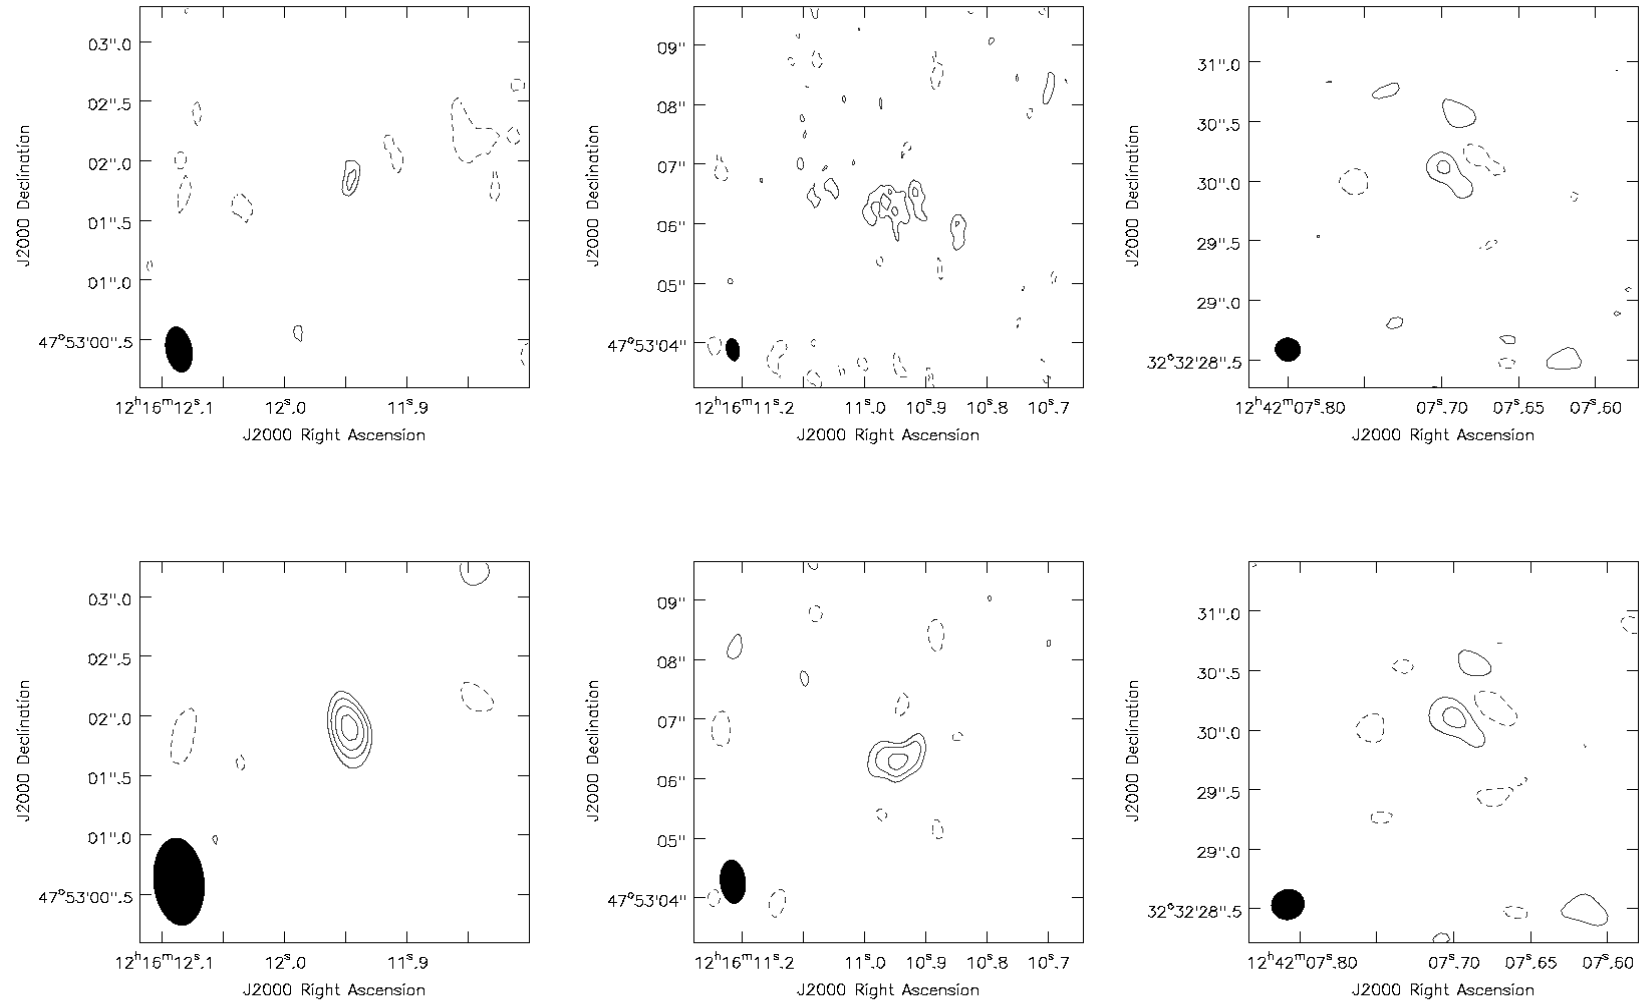 03".0
02".5
02".0
01".5
01".0
47°53'00".5
J2000 Declination
12ʰ16ᵐ12ˢ.1 12ˢ.0 11ˢ.9
J2000 Right Ascension
09"
08"
07"
06"
05"
47°53'04"
J2000 Declination
12ʰ16ᵐ11ˢ.2 11ˢ.0 10ˢ.9 10ˢ.8 10ˢ.7
J2000 Right Ascension
31".0
30".5
30".0
29".5
29".0
32°32'28".5
J2000 Declination
12ʰ42ᵐ07ˢ.80 07ˢ.70 07ˢ.65 07ˢ.60
J2000 Right Ascension
03".0
02".5
02".0
01".5
01".0
47°53'00".5
J2000 Declination
12ʰ16ᵐ12ˢ.1 12ˢ.0 11ˢ.9
J2000 Right Ascension
09"
08"
07"
06"
05"
47°53'04"
J2000 Declination
12ʰ16ᵐ11ˢ.2 11ˢ.0 10ˢ.9 10ˢ.8 10ˢ.7
J2000 Right Ascension
31".0
30".5
30".0
29".5
29".0
32°32'28".5
J2000 Declination
12ʰ42ᵐ07ˢ.80 07ˢ.70 07ˢ.65 07ˢ.60
J2000 Right Ascension